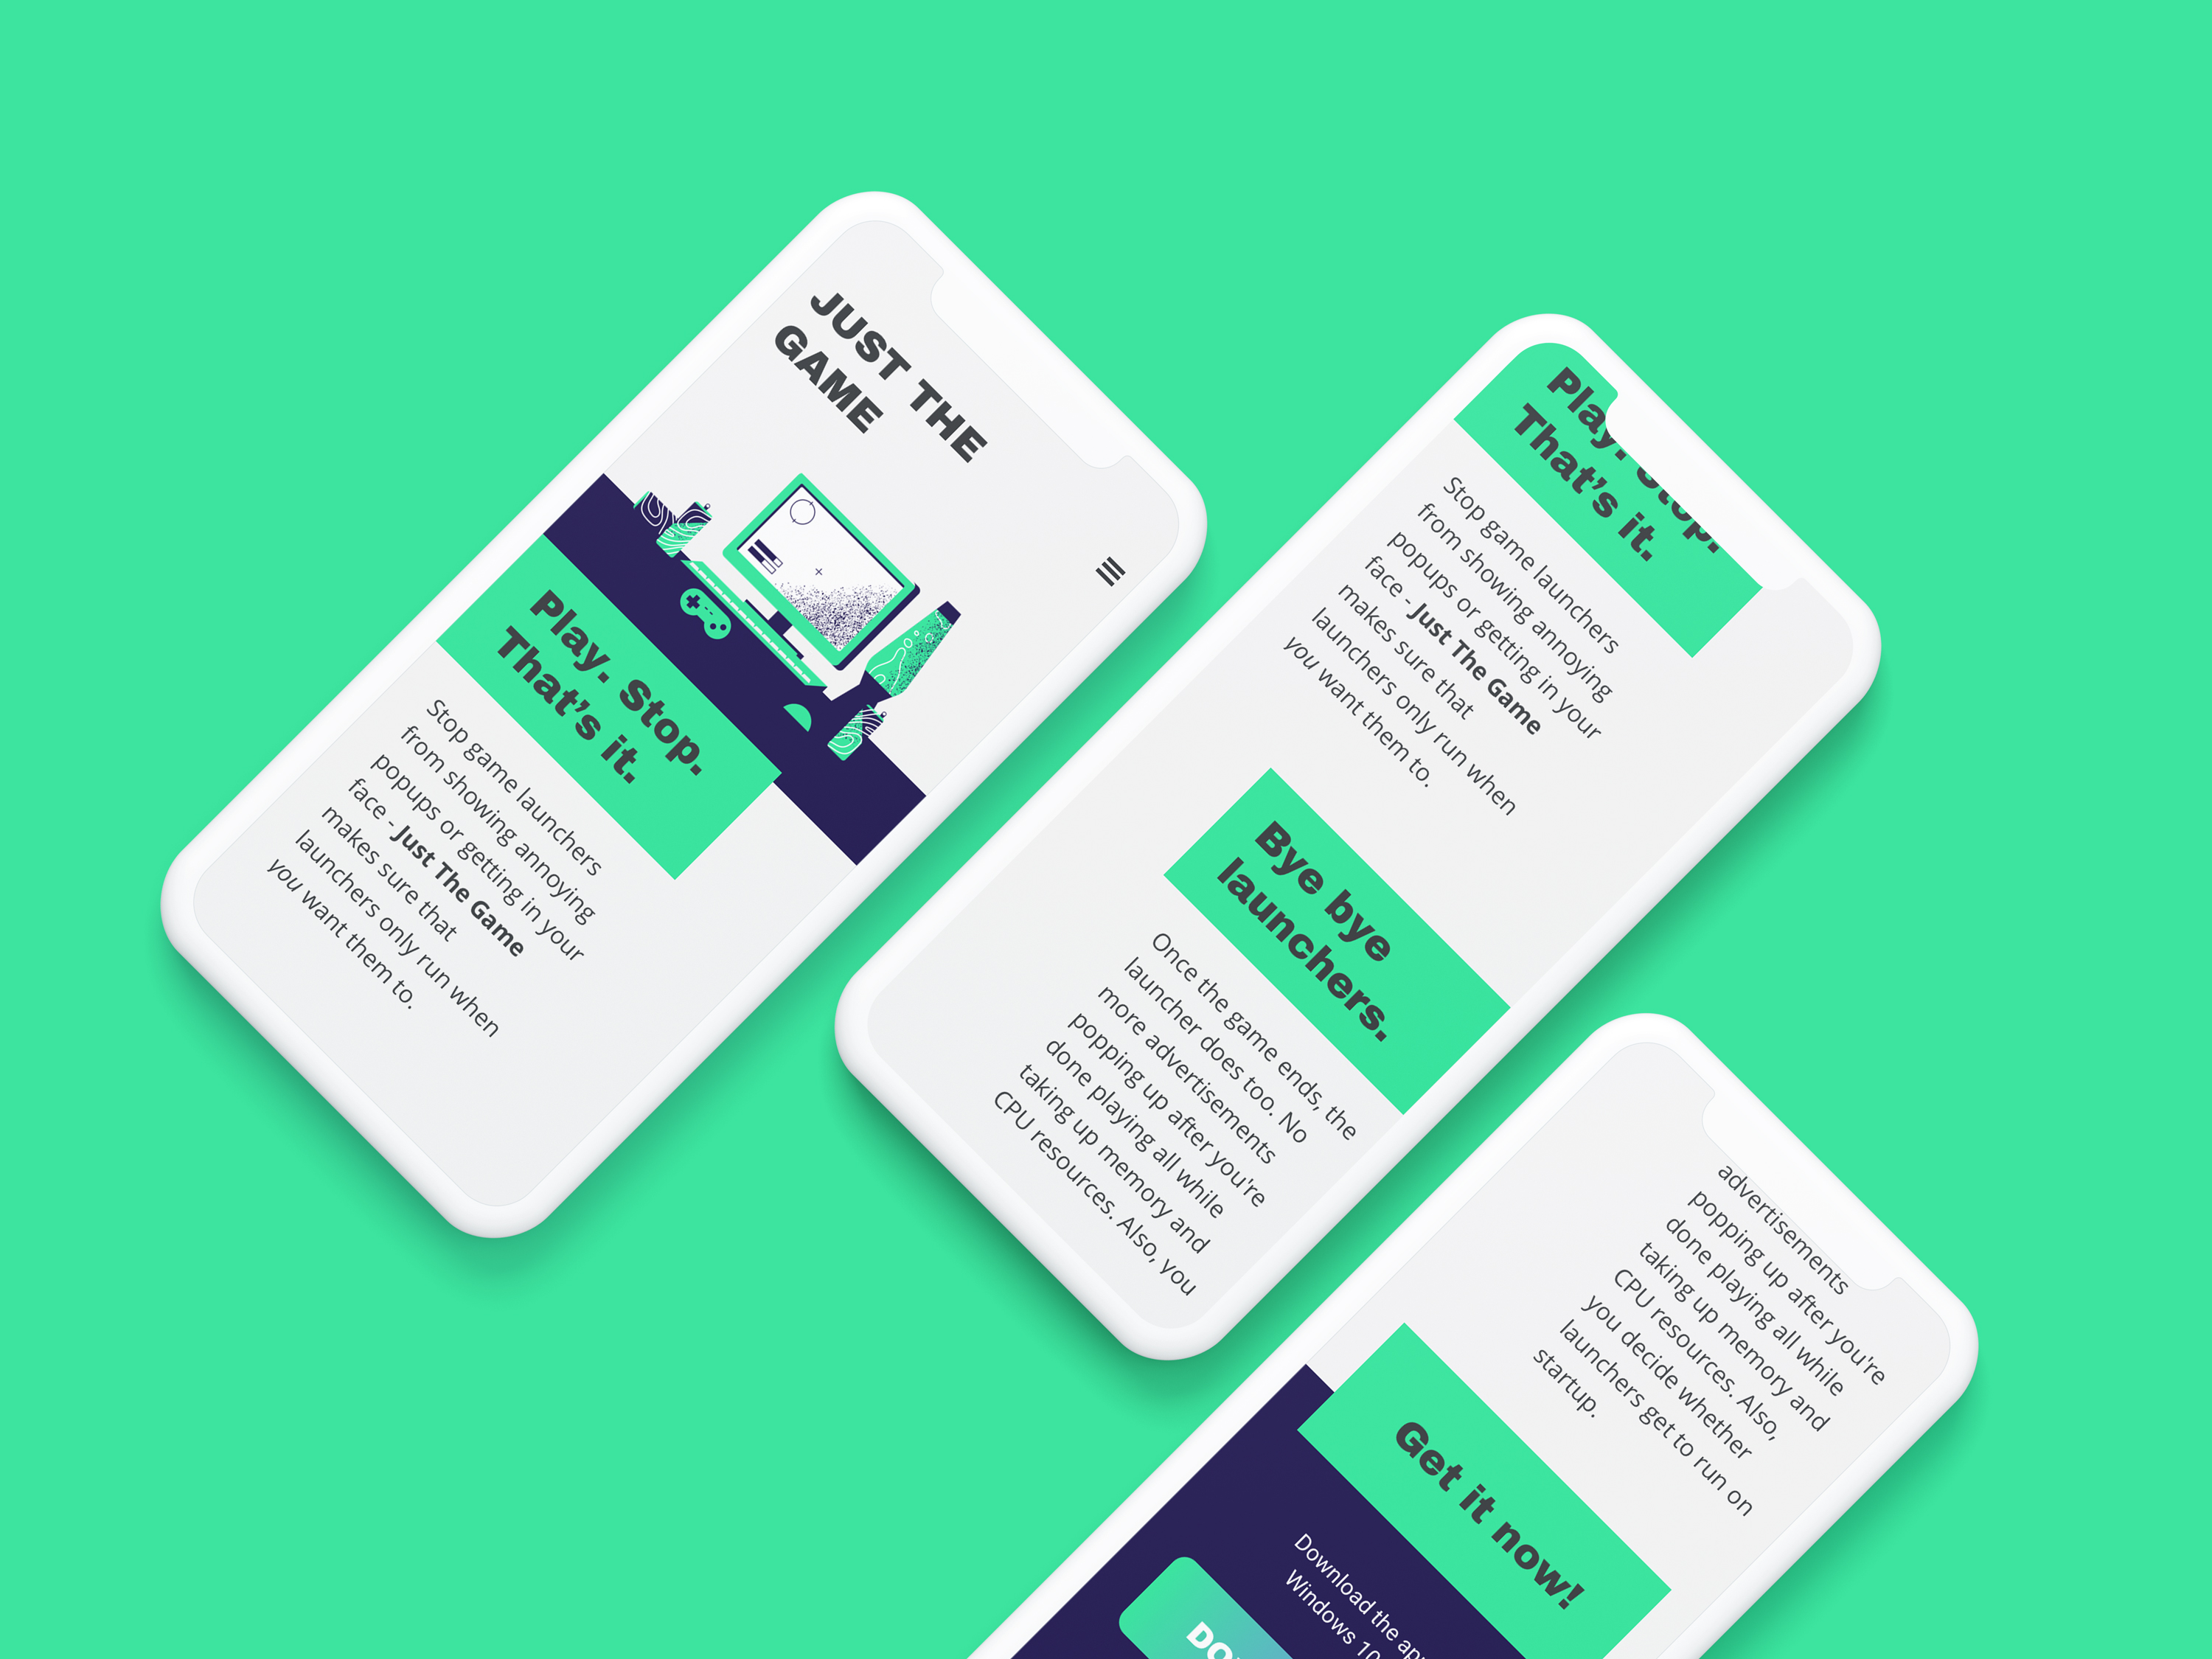 JUST THE
GAME
Play. Stop.
That's it.
Stop game launchers
from showing annoying
popups or getting in your
face - Just The Game
makes sure that
launchers only run when
you want them to.
Play. Stop.
That's it.
Stop game launchers
from showing annoying
popups or getting in your
face - Just The Game
makes sure that
launchers only run when
you want them to.
Bye bye
launchers.
Once the game ends, the
launcher does too. No
more advertisements
popping up after you're
done playing all while
taking up memory and
CPU resources. Also, you
advertisements
popping up after you're
done playing all while
taking up memory and
CPU resources. Also,
you decide whether
launchers get to run on
startup.
Get it now!
Download the
Windows 10